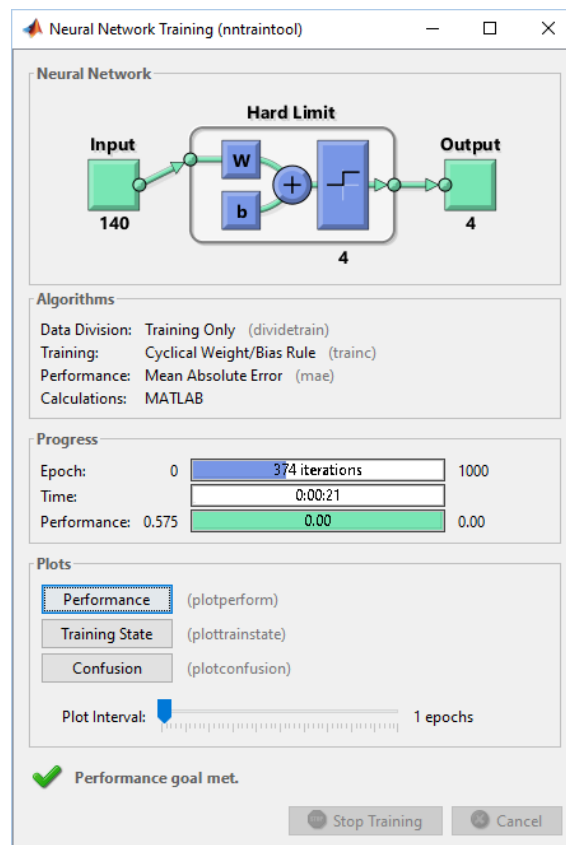 Neural Network Training (nntraintool)
Neural Network
Hard Limit
Input
Output
W
b
+
140
4
4
Algorithms
Data Division: Training Only (dividetrain)
Training: Cyclical Weight/Bias Rule (trainc)
Performance: Mean Absolute Error (mae)
Calculations: MATLAB
Progress
Epoch: 0 374 iterations 1000
Time: 0:00:21
Performance: 0.575 0.00 0.00
Plots
Performance (plotperform)
Training State (plottrainstate)
Confusion (plotconfusion)
Plot Interval: 1 epochs
Performance goal met.
Stop Training Cancel